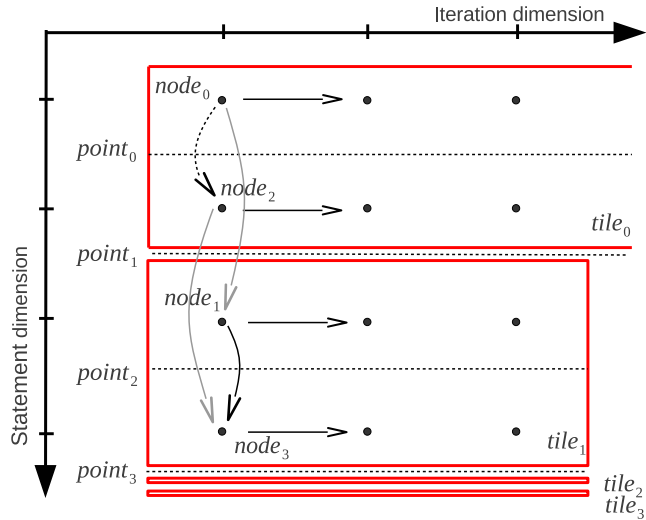 Iteration dimension
node₀
point₀
node₂
tile₀
point₁
node₁
Statement dimension
point₂
node₃
tile₁
point₃
tile₂
tile₃